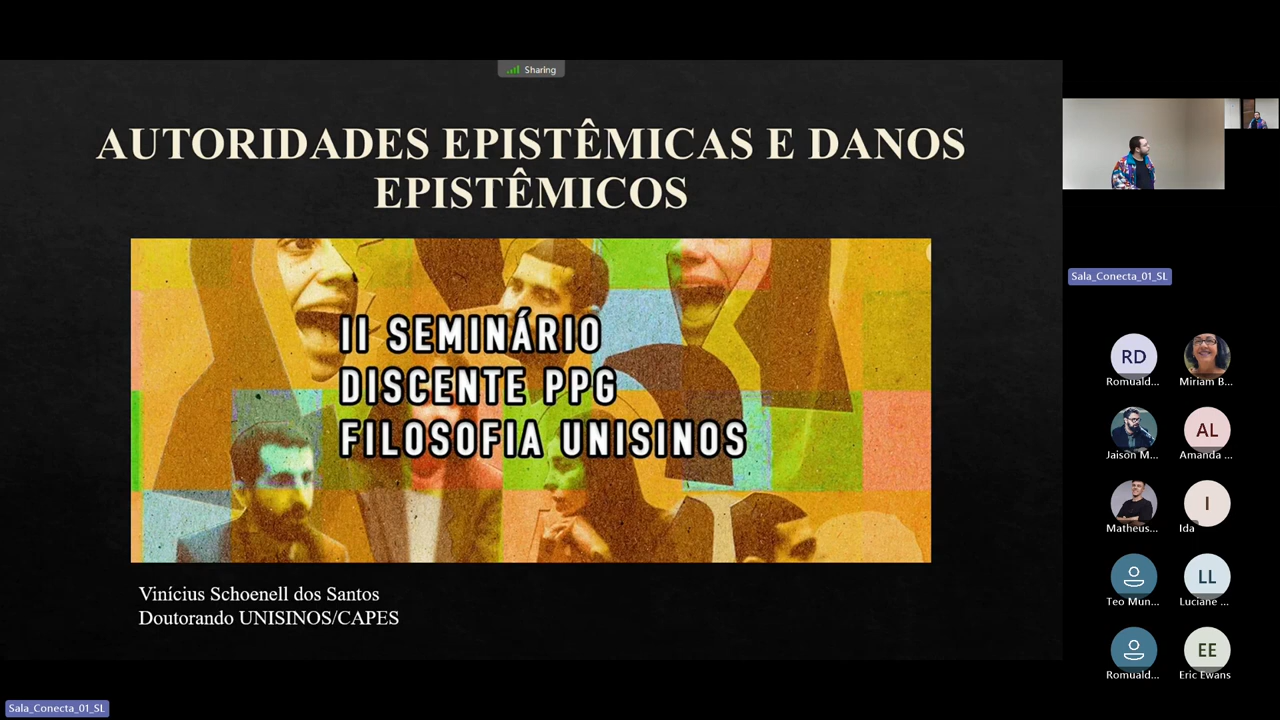 Sharing
AUTORIDADES EPISTÊMICAS E DANOS
EPISTÊMICOS
II SEMINÁRIO
DISCENTE PPG
FILOSOFIA UNISINOS
Vinícius Schoenell dos Santos
Doutorando UNISINOS/CAPES
Sala_Conecta_01_SL
RD
Romuald...
Miriam B...
Jaison M...
AL
Amanda ...
Matheus...
I
Ida
Teo Mun...
LL
Luciane ...
Romuald...
EE
Eric Ewans
Sala_Conecta_01_SL